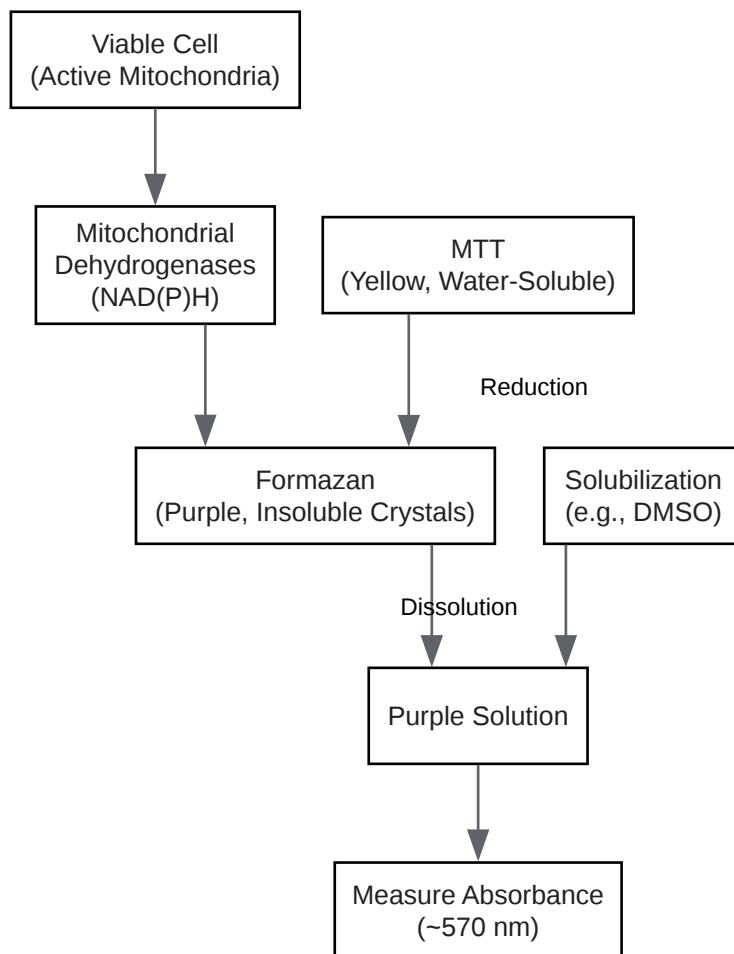 Viable Cell
(Active Mitochondria)
Mitochondrial
Dehydrogenases
(NAD(P)H)
MTT
(Yellow, Water-Soluble)
Reduction
Formazan
(Purple, Insoluble Crystals)
Solubilization
(e.g., DMSO)
Dissolution
Purple Solution
Measure Absorbance
(~570 nm)